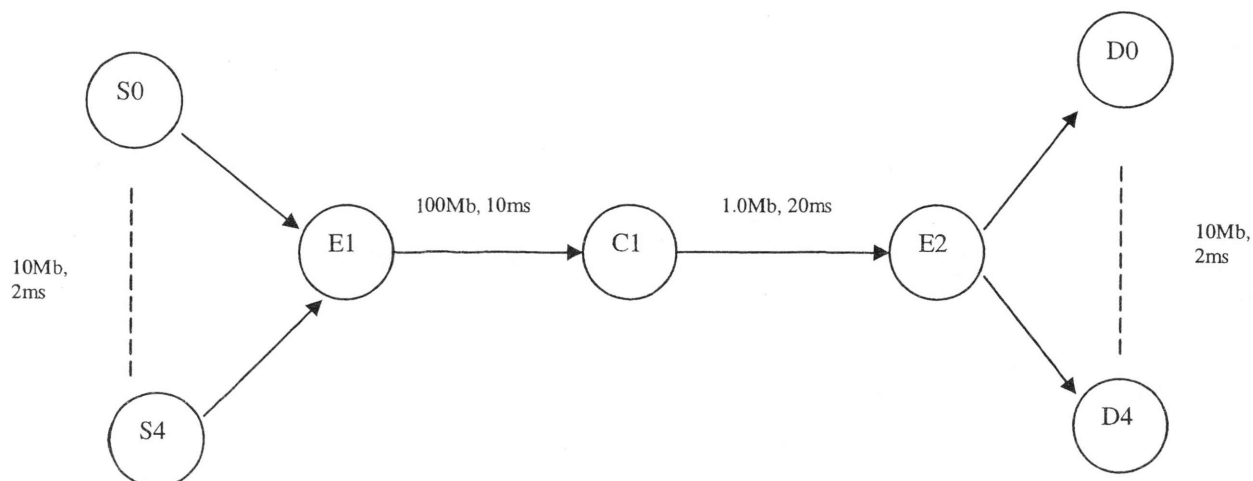 D0
S0
100Mb, 10ms
1.0Mb, 20ms
E1
C1
E2
10Mb,
2ms
10Mb,
2ms
S4
D4